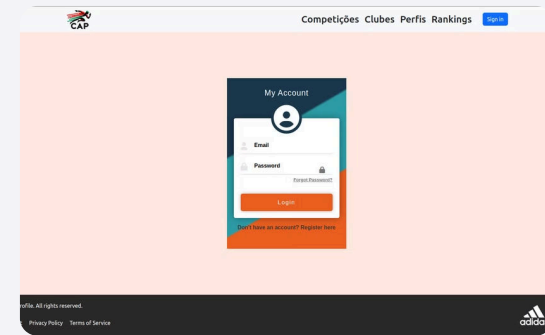 CAP
Competições Clubes Perfis Rankings Sign in
My Account
Email
Password
Forgot Password?
Login
Don't have an account? Register here
rofile. All rights reserved.
Privacy Policy Terms of Service
adidas